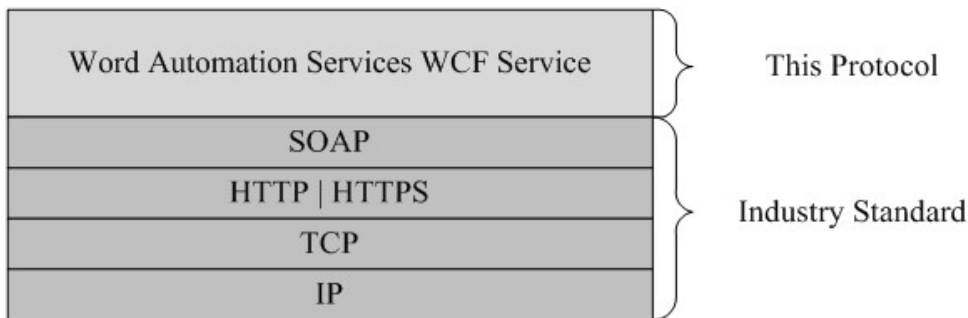 Word Automation Services WCF Service
This Protocol
SOAP
HTTP | HTTPS
TCP
IP
Industry Standard